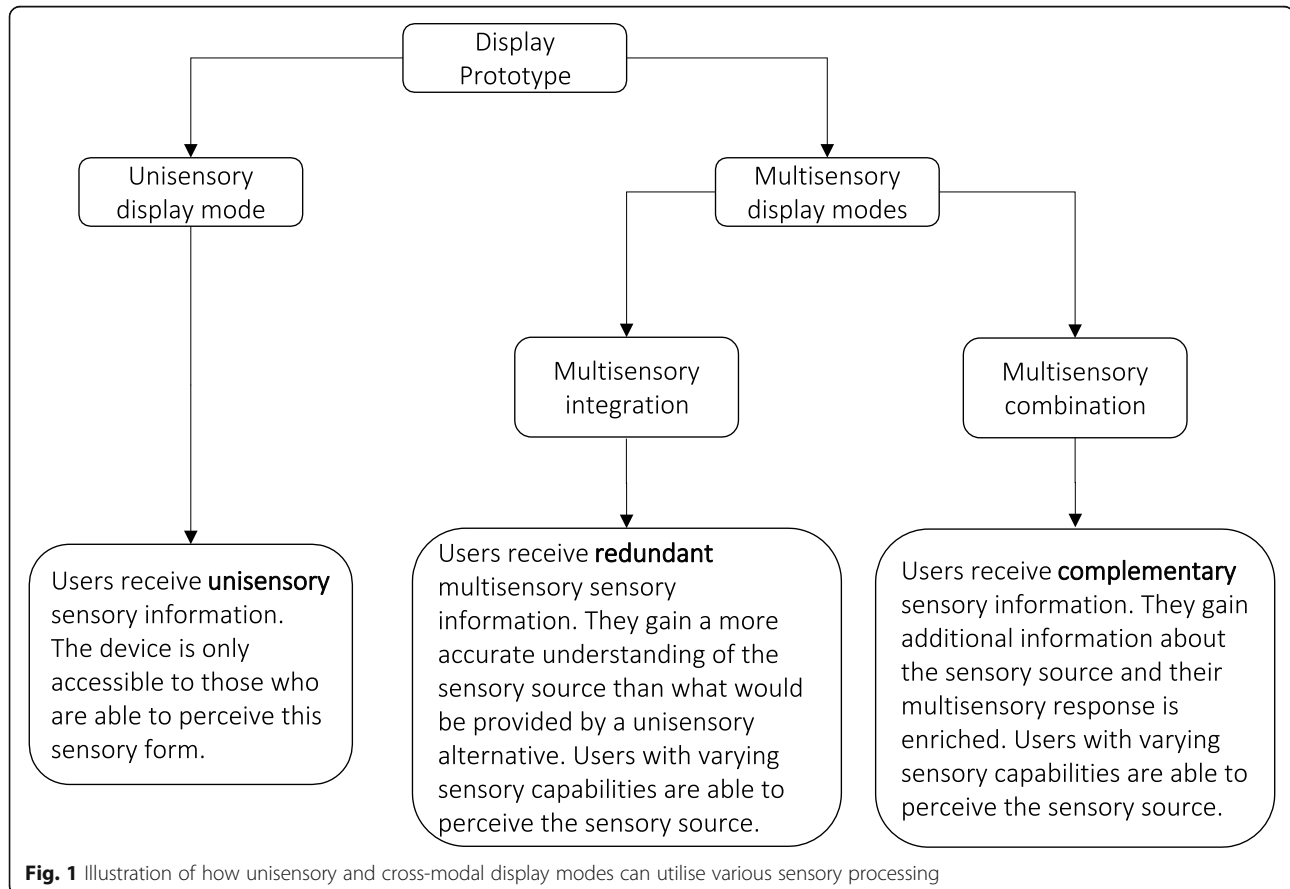 Display
Prototype
Unisensory
display mode
Multisensory
display modes
Multisensory
integration
Multisensory
combination
Users receive unisensory
sensory information.
The device is only
accessible to those who
are able to perceive this
sensory form.
Users receive redundant
multisensory sensory
information. They gain a more
accurate understanding of the
sensory source than what would
be provided by a unisensory
alternative. Users with varying
sensory capabilities are able to
perceive the sensory source.
Users receive complementary
sensory information. They gain
additional information about
the sensory source and their
multisensory response is
enriched. Users with varying
sensory capabilities are able to
perceive the sensory source.
Fig. 1 Illustration of how unisensory and cross-modal display modes can utilise various sensory processing